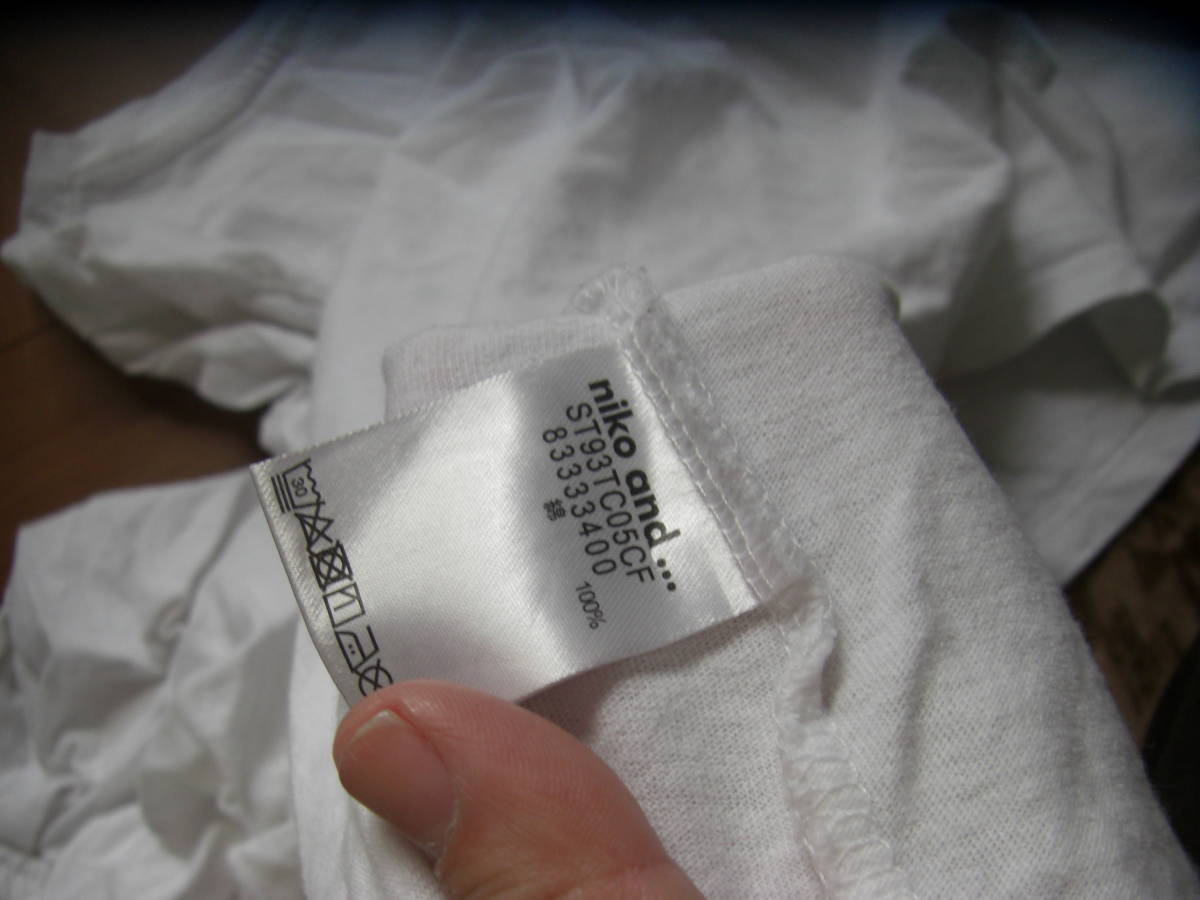 niko and...
ST93TC05CF
83333400
綿 100%
30